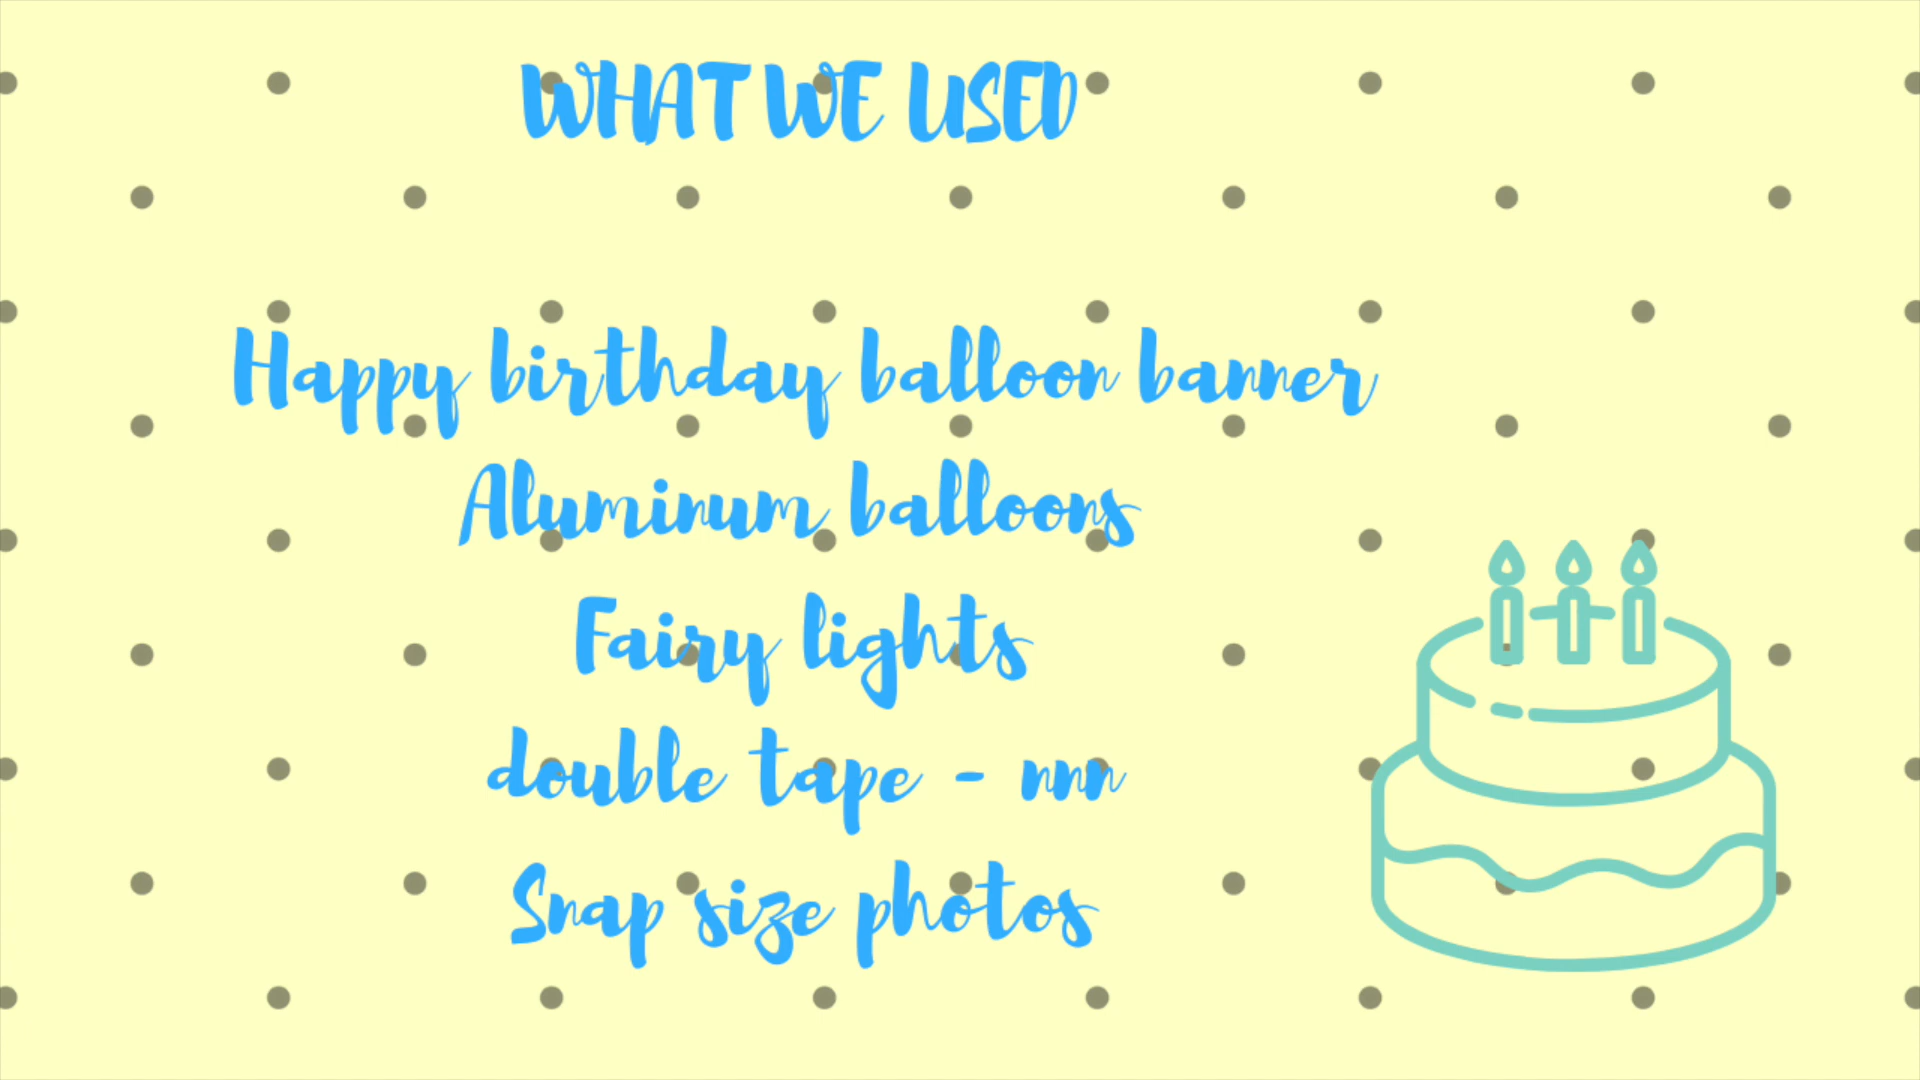 WHAT WE USED
Happy birthday balloon banner
Aluminum balloons
Fairy lights
double tape - nnn
Snap size photos